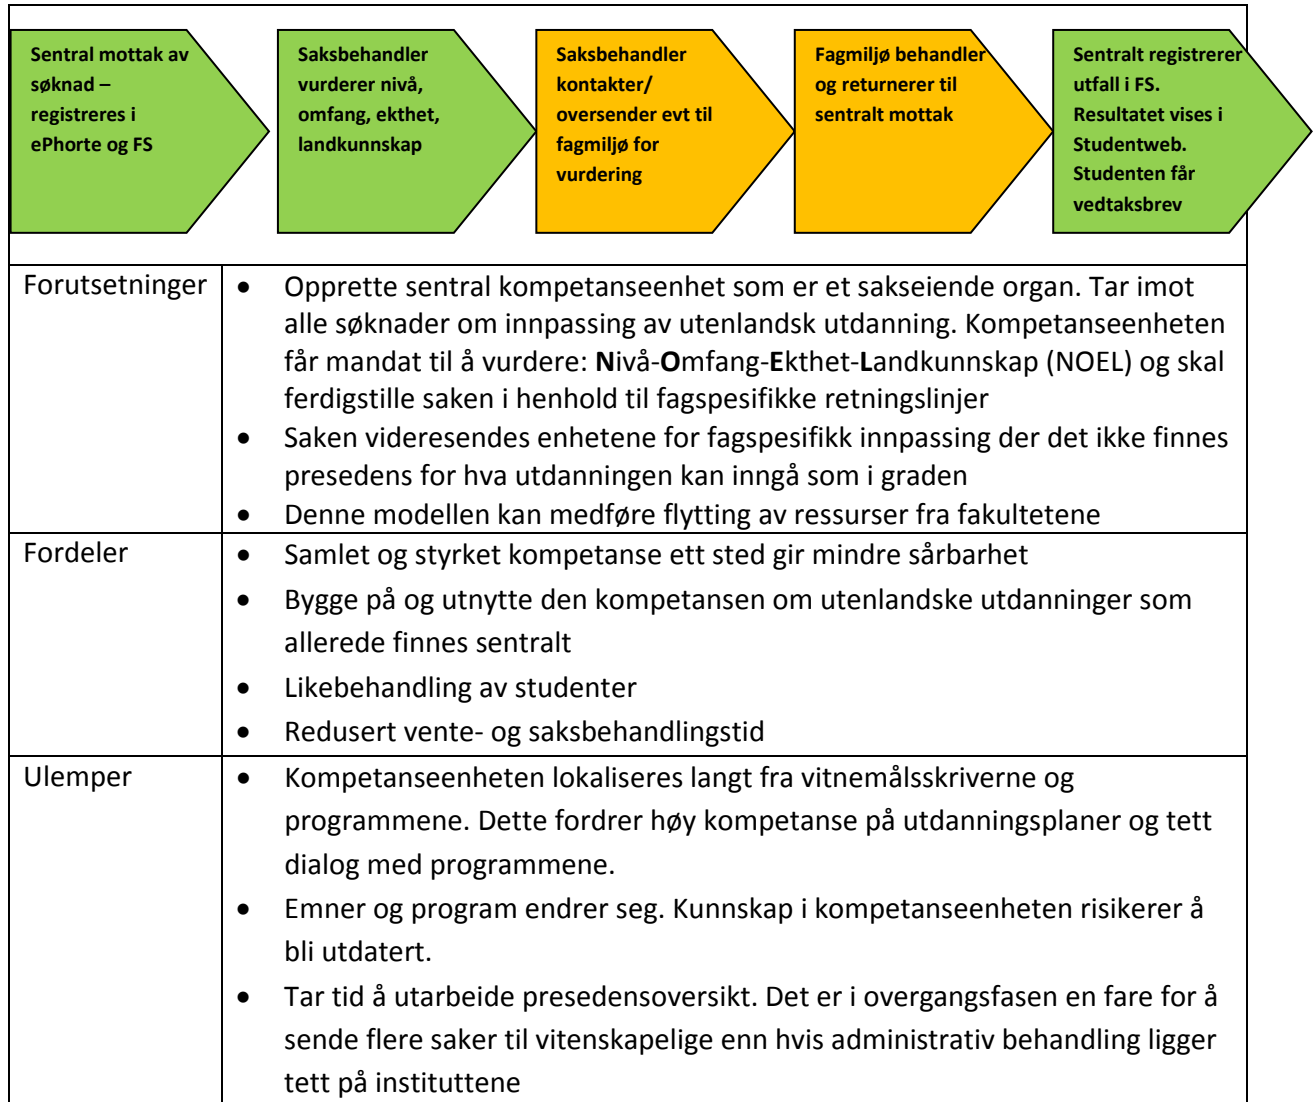 Sentral mottak av
søknad –
registreres i
ePhorte og FS
Saksbehandler
vurderer nivå,
omfang, ekthet,
landkunnskap
Saksbehandler
kontakter/
oversender evt til
fagmiljø for
vurdering
Fagmiljø behandler
og returnerer til
sentralt mottak
Sentralt registrerer
utfall i FS.
Resultatet vises i
Studentweb.
Studenten får
vedtaksbrev
Forutsetninger
• Opprette sentral kompetanseenhet som er et sakseiende organ. Tar imot
alle søknader om innpassing av utenlandsk utdanning. Kompetanseenheten
får mandat til å vurdere: Nivå-Omfang-Ekthet-Landkunnskap (NOEL) og skal
ferdigstille saken i henhold til fagspesifikke retningslinjer
• Saken videresendes enhetene for fagspesifikk innpassing der det ikke finnes
presedens for hva utdanningen kan inngå som i graden
• Denne modellen kan medføre flytting av ressurser fra fakultetene
Fordeler
• Samlet og styrket kompetanse ett sted gir mindre sårbarhet
• Bygge på og utnytte den kompetansen om utenlandske utdanninger som
allerede finnes sentralt
• Likebehandling av studenter
• Redusert vente- og saksbehandlingstid
Ulemper
• Kompetanseenheten lokaliseres langt fra vitnemålsskriverne og
programmene. Dette fordrer høy kompetanse på utdanningsplaner og tett
dialog med programmene.
• Emner og program endrer seg. Kunnskap i kompetanseenheten risikerer å
bli utdatert.
• Tar tid å utarbeide presedensoversikt. Det er i overgangsfasen en fare for å
sende flere saker til vitenskapelige enn hvis administrativ behandling ligger
tett på instituttene